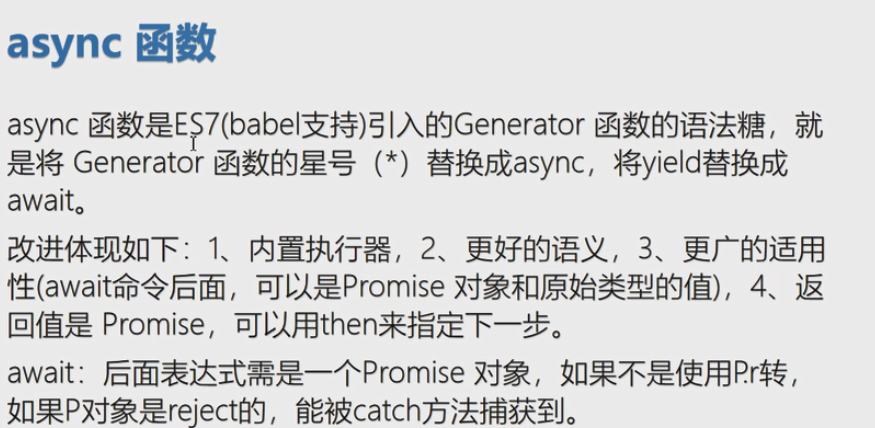 async 函数
async 函数是ES7(babel支持)引入的Generator 函数的语法糖，就
是将 Generator 函数的星号（*）替换成async，将yield替换成
await。
改进体现如下：1、内置执行器，2、更好的语义，3、更广的适用
性(await命令后面，可以是Promise 对象和原始类型的值)，4、返
回值是 Promise，可以用then来指定下一步。
await：后面表达式需是一个Promise 对象，如果不是使用P.r转，
如果P对象是reject的，能被catch方法捕获到。